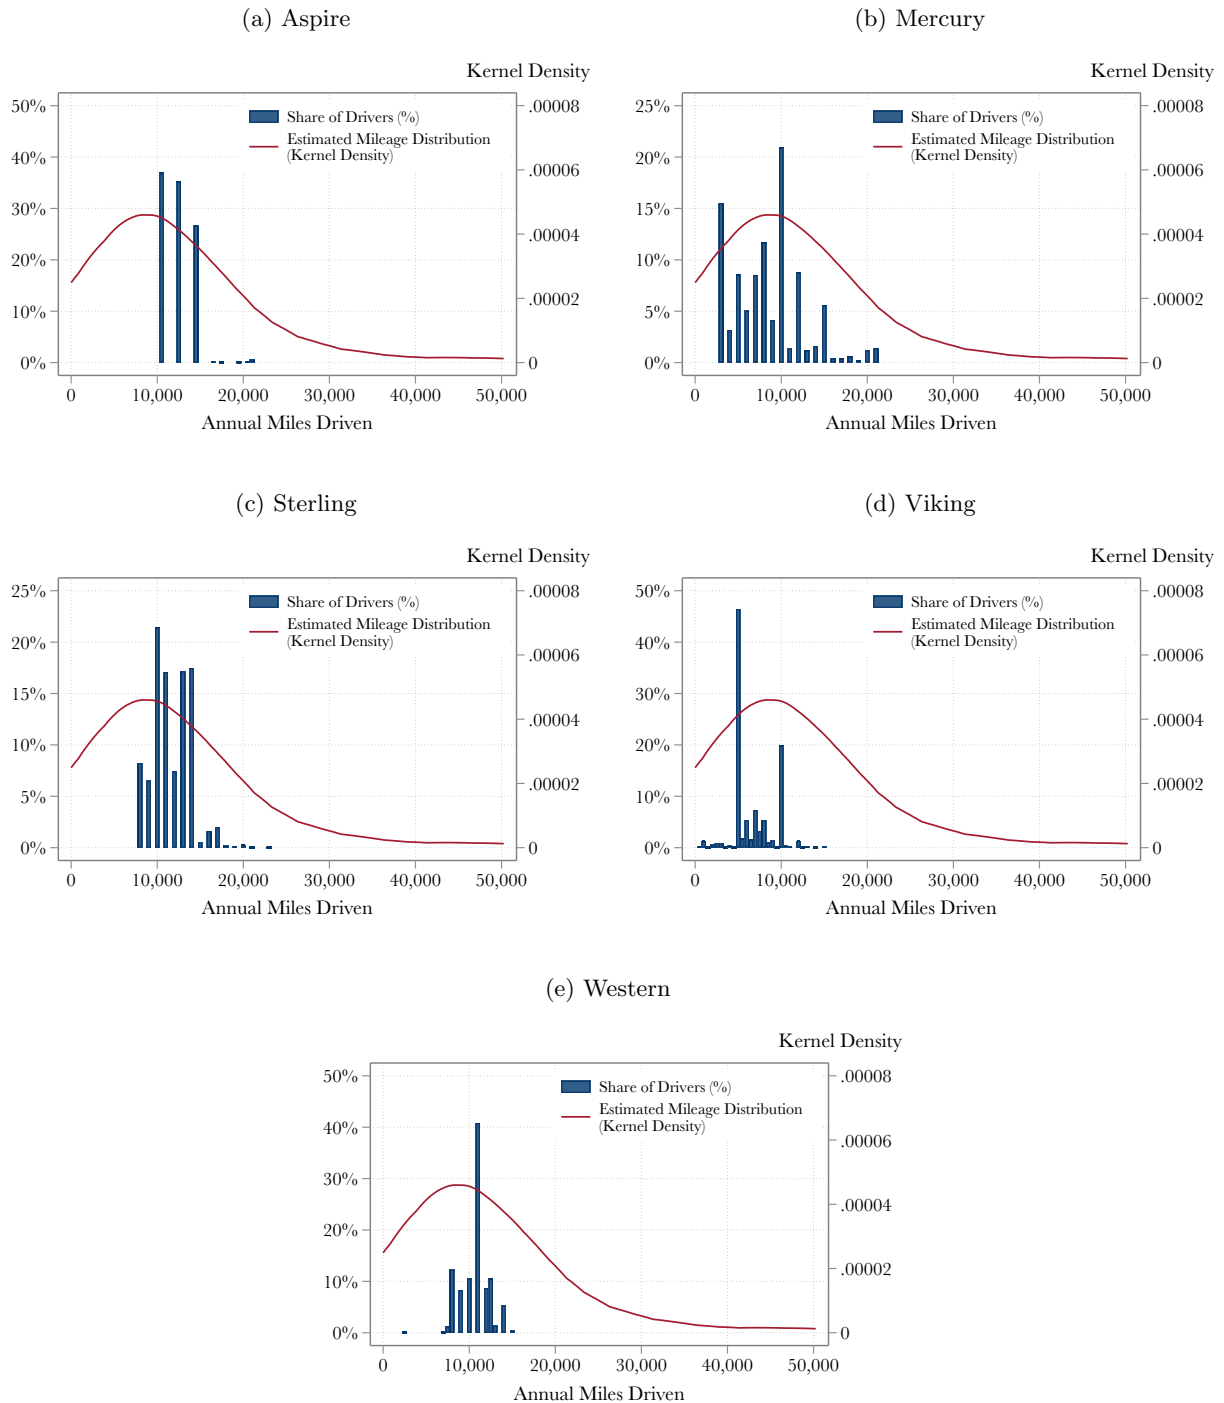 (a) Aspire
Kernel Density
50%
40%
30%
20%
10%
0%
.00008
.00006
.00004
.00002
0
Share of Drivers (%)
Estimated Mileage Distribution
(Kernel Density)
0 10,000 20,000 30,000 40,000 50,000
Annual Miles Driven
(b) Mercury
Kernel Density
25%
20%
15%
10%
5%
0%
.00008
.00006
.00004
.00002
0
Share of Drivers (%)
Estimated Mileage Distribution
(Kernel Density)
0 10,000 20,000 30,000 40,000 50,000
Annual Miles Driven
(c) Sterling
Kernel Density
25%
20%
15%
10%
5%
0%
.00008
.00006
.00004
.00002
0
Share of Drivers (%)
Estimated Mileage Distribution
(Kernel Density)
0 10,000 20,000 30,000 40,000 50,000
Annual Miles Driven
(d) Viking
Kernel Density
50%
40%
30%
20%
10%
0%
.00008
.00006
.00004
.00002
0
Share of Drivers (%)
Estimated Mileage Distribution
(Kernel Density)
0 10,000 20,000 30,000 40,000 50,000
Annual Miles Driven
(e) Western
Kernel Density
50%
40%
30%
20%
10%
0%
.00008
.00006
.00004
.00002
0
Share of Drivers (%)
Estimated Mileage Distribution
(Kernel Density)
0 10,000 20,000 30,000 40,000 50,000
Annual Miles Driven